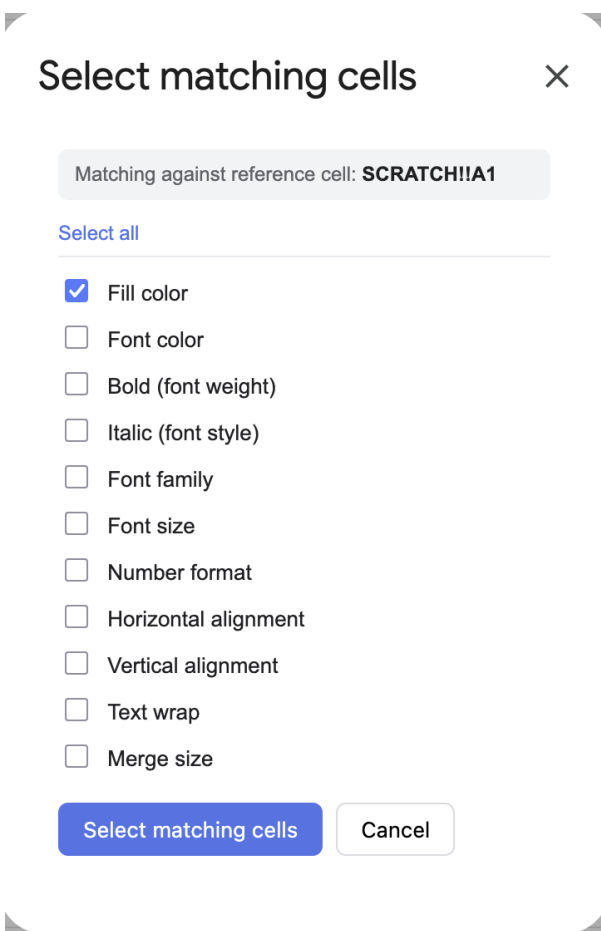 Select matching cells
Matching against reference cell: SCRATCH!!A1
Select all
Fill color
Font color
Bold (font weight)
Italic (font style)
Font family
Font size
Number format
Horizontal alignment
Vertical alignment
Text wrap
Merge size
Select matching cells
Cancel